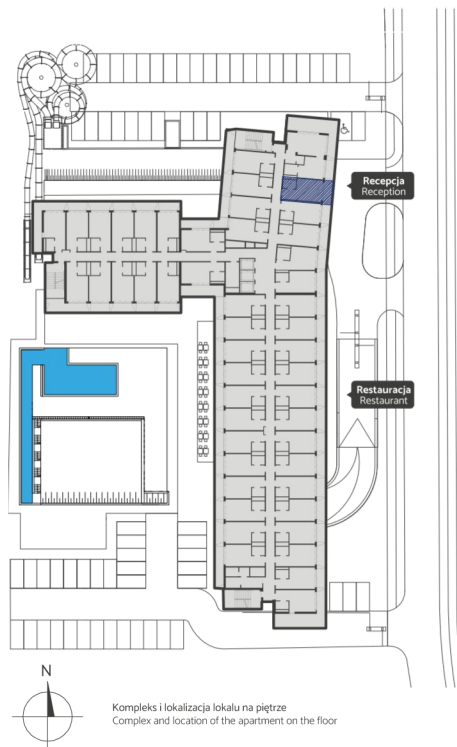 Recepcja
Reception
Restauracja
Restaurant
N
Kompleks i lokalizacja lokalu na piętrze
Complex and location of the apartment on the floor